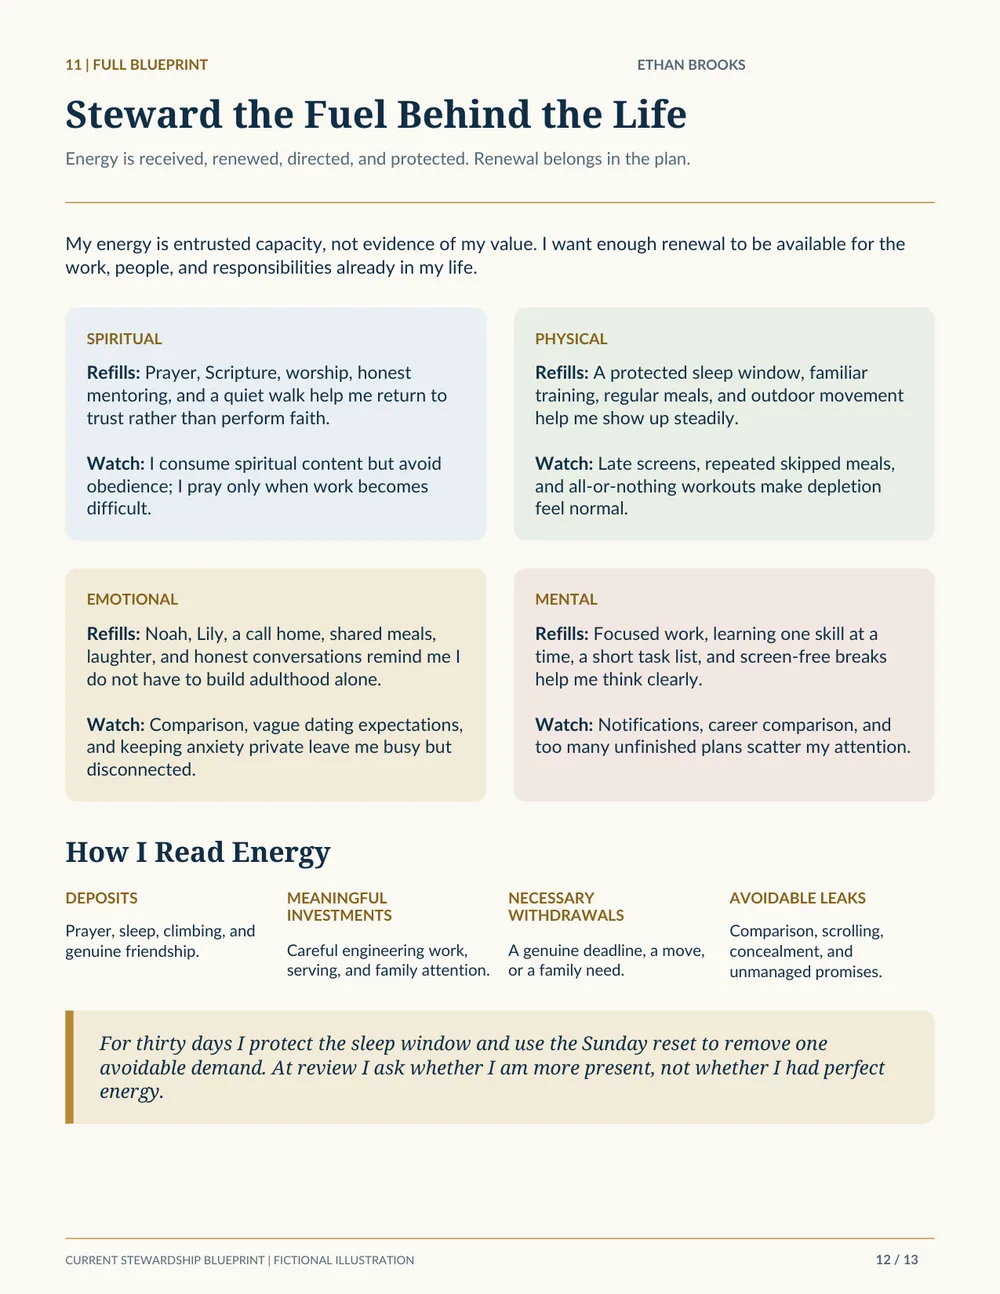 11 | FULL BLUEPRINT
ETHAN BROOKS
Steward the Fuel Behind the Life
Energy is received, renewed, directed, and protected. Renewal belongs in the plan.
My energy is entrusted capacity, not evidence of my value. I want enough renewal to be available for the
work, people, and responsibilities already in my life.
SPIRITUAL
Refills: Prayer, Scripture, worship, honest
mentoring, and a quiet walk help me return to
trust rather than perform faith.
Watch: I consume spiritual content but avoid
obedience; I pray only when work becomes
difficult.
PHYSICAL
Refills: A protected sleep window, familiar
training, regular meals, and outdoor movement
help me show up steadily.
Watch: Late screens, repeated skipped meals,
and all-or-nothing workouts make depletion
feel normal.
EMOTIONAL
Refills: Noah, Lily, a call home, shared meals,
laughter, and honest conversations remind me I
do not have to build adulthood alone.
Watch: Comparison, vague dating expectations,
and keeping anxiety private leave me busy but
disconnected.
MENTAL
Refills: Focused work, learning one skill at a
time, a short task list, and screen-free breaks
help me think clearly.
Watch: Notifications, career comparison, and
too many unfinished plans scatter my attention.
How I Read Energy
DEPOSITS
Prayer, sleep, climbing, and
genuine friendship.
MEANINGFUL
INVESTMENTS
Careful engineering work,
serving, and family attention.
NECESSARY
WITHDRAWALS
A genuine deadline, a move,
or a family need.
AVOIDABLE LEAKS
Comparison, scrolling,
concealment, and
unmanaged promises.
For thirty days I protect the sleep window and use the Sunday reset to remove one
avoidable demand. At review I ask whether I am more present, not whether I had perfect
energy.
CURRENT STEWARDSHIP BLUEPRINT | FICTIONAL ILLUSTRATION
12 / 13